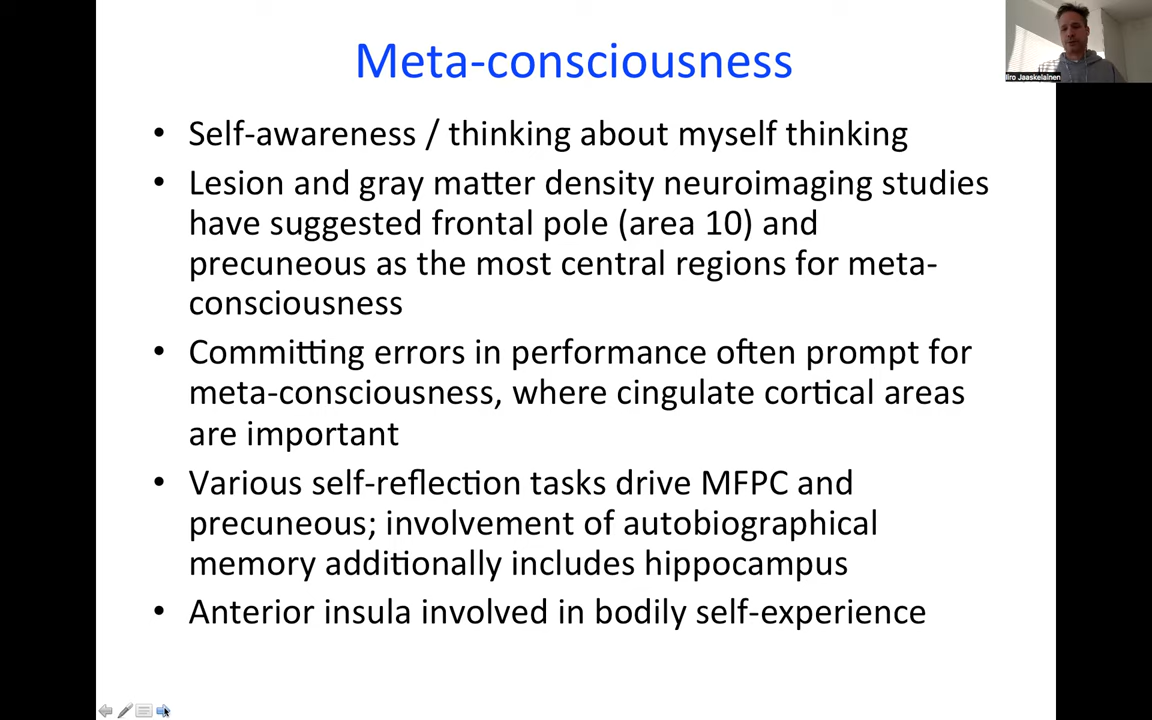 Meta-consciousness
Iiro Jaaskelainen
• Self-awareness / thinking about myself thinking
• Lesion and gray matter density neuroimaging studies
have suggested frontal pole (area 10) and
precuneous as the most central regions for meta-
consciousness
• Committing errors in performance often prompt for
meta-consciousness, where cingulate cortical areas
are important
• Various self-reflection tasks drive MFPC and
precuneous; involvement of autobiographical
memory additionally includes hippocampus
• Anterior insula involved in bodily self-experience